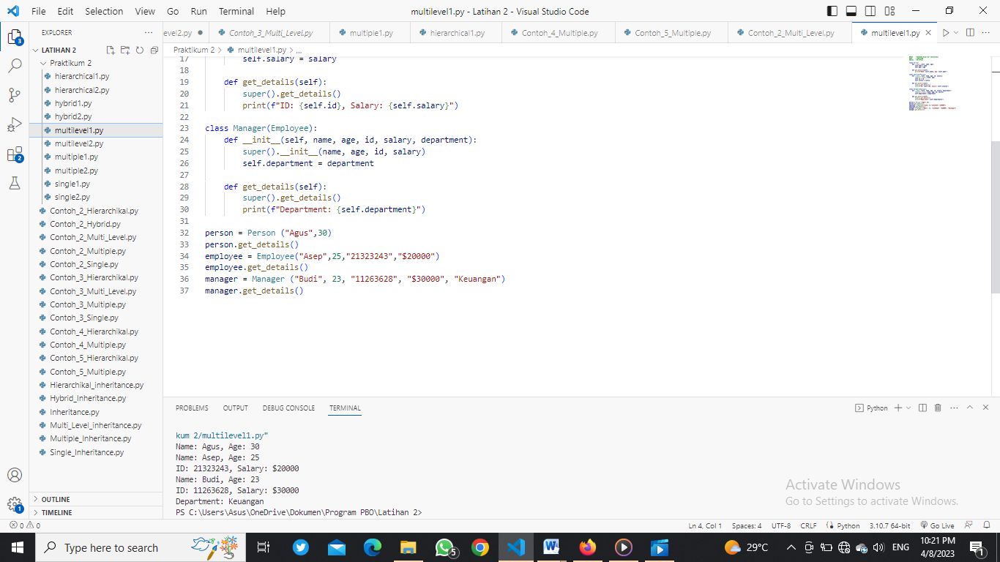 File Edit Selection View Go Run Terminal Help
multilevel1.py - Latihan 2 - Visual Studio Code
EXPLORER ...
evel2.py Contoh_3_Multi_Level.py multiple1.py hierarchical1.py Contoh_4_Multiple.py Contoh_5_Multiple.py Contoh_2_Multi_Level.py multilevel1.py
Praktikum 2 > multilevel1.py > ...
3
2
1
LATIHAN 2
Praktikum 2
hierarchical1.py
hierarchical2.py
hybrid1.py
hybrid2.py
multilevel1.py
multilevel2.py
multiple1.py
multiple2.py
single1.py
single2.py
Contoh_2_Hierarchikal.py
Contoh_2_Hybrid.py
Contoh_2_Multi_Level.py
Contoh_2_Multiple.py
Contoh_2_Single.py
Contoh_3_Hierarchikal.py
Contoh_3_Multi_Level.py
Contoh_3_Multiple.py
Contoh_3_Single.py
Contoh_4_Hierarchikal.py
Contoh_4_Multiple.py
Contoh_5_Hierarchikal.py
Contoh_5_Multiple.py
Hierarchikal_inheritance.py
Hybrid_Inheritance.py
Inheritance.py
Multi_Level_inheritance.py
Multiple_Inheritance.py
Single_Inheritance.py
OUTLINE
TIMELINE
17 self.salary = salary
18
19 def get_details(self):
20 super().get_details()
21 print(f"ID: {self.id}, Salary: {self.salary}")
22
23 class Manager(Employee):
24 def __init__(self, name, age, id, salary, department):
25 super().__init__(name, age, id, salary)
26 self.department = department
27
28 def get_details(self):
29 super().get_details()
30 print(f"Department: {self.department}")
31
32 person = Person ("Agus",30)
33 person.get_details()
34 employee = Employee("Asep",25,"21323243","$20000")
35 employee.get_details()
36 manager = Manager ("Budi", 23, "11263628", "$30000", "Keuangan")
37 manager.get_details()
PROBLEMS OUTPUT DEBUG CONSOLE TERMINAL
Python
kum 2/multilevel1.py"
Name: Agus, Age: 30
Name: Asep, Age: 25
ID: 21323243, Salary: $20000
Name: Budi, Age: 23
ID: 11263628, Salary: $30000
Department: Keuangan
PS C:\Users\Asus\OneDrive\Dokumen\Program PBO\Latihan 2>
Activate Windows
Go to Settings to activate Windows.
0 0
Ln 4, Col 1 Spaces: 4 UTF-8 CRLF Python 3.10.7 64-bit Go Live
Type here to search
5
29°C
ENG
10:21 PM
4/8/2023
1